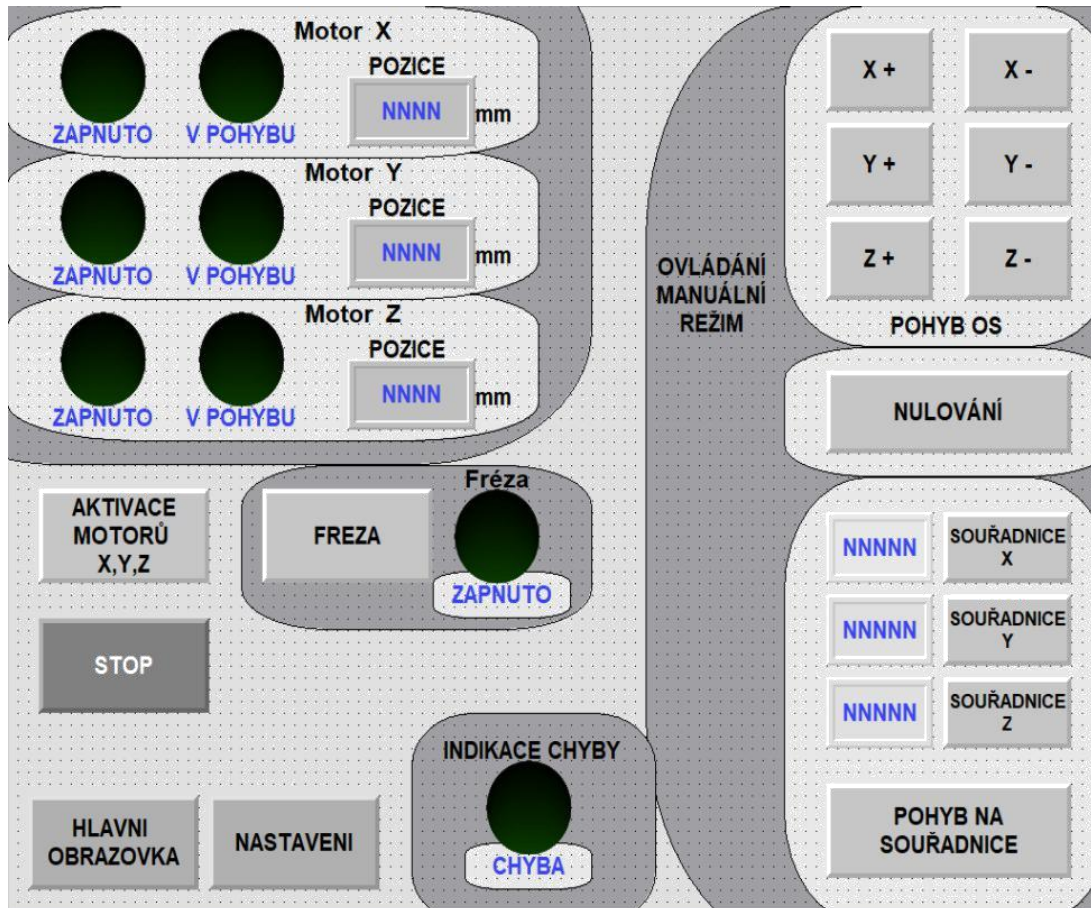 Motor X
POZICE
NNNN mm
ZAPNUTO V POHYBU
Motor Y
POZICE
NNNN mm
ZAPNUTO V POHYBU
Motor Z
POZICE
NNNN mm
ZAPNUTO V POHYBU
AKTIVACE
MOTORŮ
X,Y,Z
FREZA
Fréza
ZAPNUTO
STOP
INDIKACE CHYBY
CHYBA
HLAVNI
OBRAZOVKA
NASTAVENI
OVLÁDÁNÍ
MANUÁLNÍ
REŽIM
X + X -
Y + Y -
Z + Z -
POHYB OS
NULOVÁNÍ
NNNNN
SOUŘADNICE
X
NNNNN
SOUŘADNICE
Y
NNNNN
SOUŘADNICE
Z
POHYB NA
SOUŘADNICE